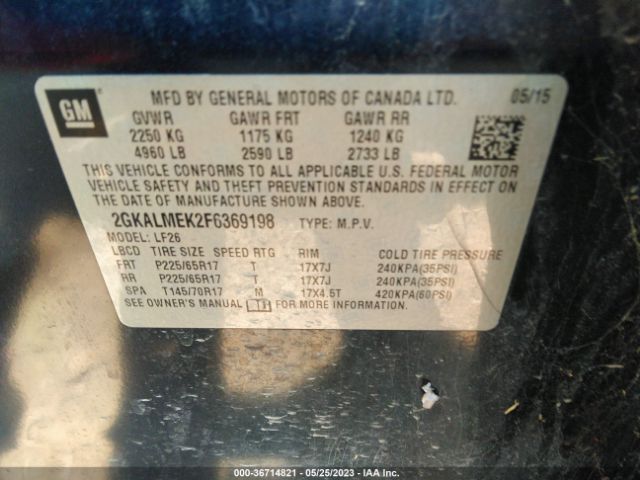 GM
MFD BY GENERAL MOTORS OF CANADA LTD. 05/15
GVWR GAWR FRT GAWR RR
2250 KG 1175 KG 1240 KG
4960 LB 2590 LB 2733 LB
THIS VEHICLE CONFORMS TO ALL APPLICABLE U.S. FEDERAL MOTOR
VEHICLE SAFETY AND THEFT PREVENTION STANDARDS IN EFFECT ON
THE DATE OF MANUFACTURE SHOWN ABOVE.
2GKALMEK2F6369198 TYPE: M.P.V.
MODEL: LF26
LBCD TIRE SIZE SPEED RTG RIM COLD TIRE PRESSURE
FRT P225/65R17 T 17X7J 240KPA(35PSI)
RR P225/65R17 T 17X7J 240KPA(35PSI)
SPA T145/70R17 M 17X4.5T 420KPA(60PSI)
SEE OWNER'S MANUAL FOR MORE INFORMATION
000-36714821 - 05/25/2023 - IAA Inc.